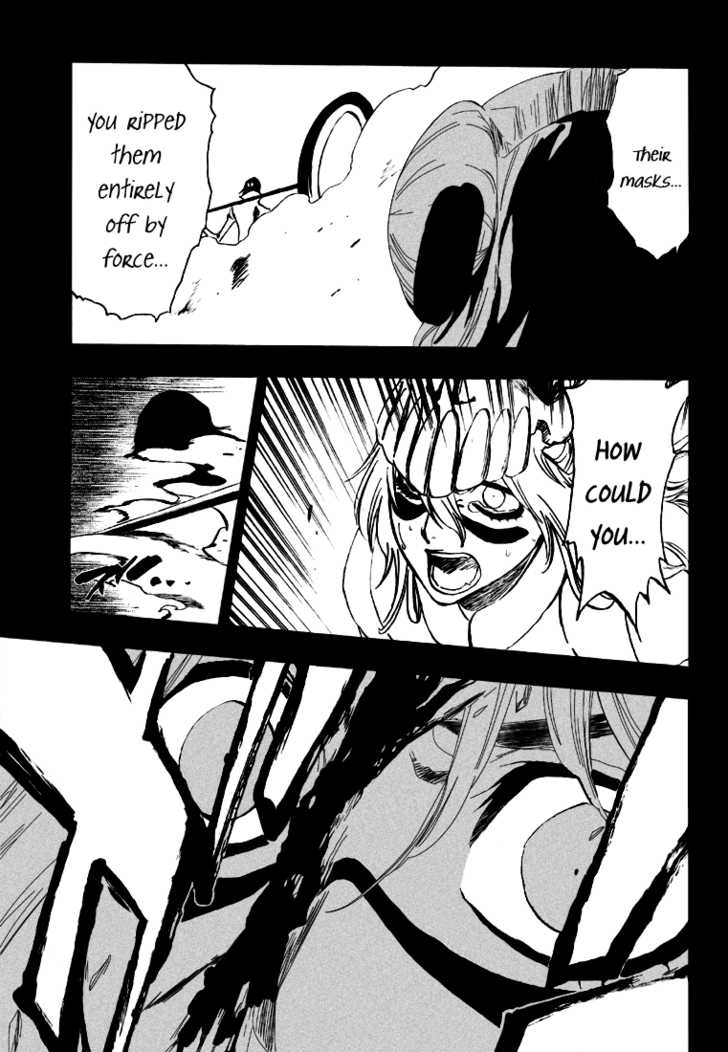 Their
masks...
You ripped
them
entirely
off by
force...
How
could
you...